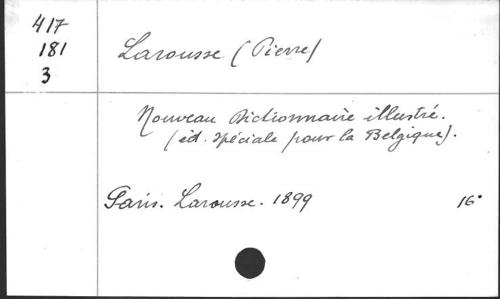 417
181
3
Larousse (Pierre)
Nouveau Dictionnaire illustré.
(éd. spéciale pour la Belgique).
Paris. Larousse. 1899 16°